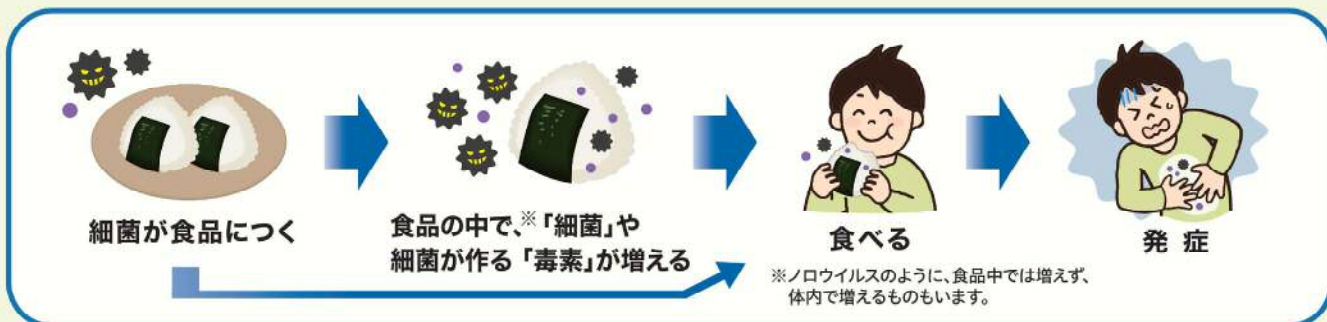 細菌が食品につく
食品の中で、※「細菌」や
細菌が作る「毒素」が増える
食べる
発 症
※ノロウイルスのように、食品中では増えず、
体内で増えるものもいます。